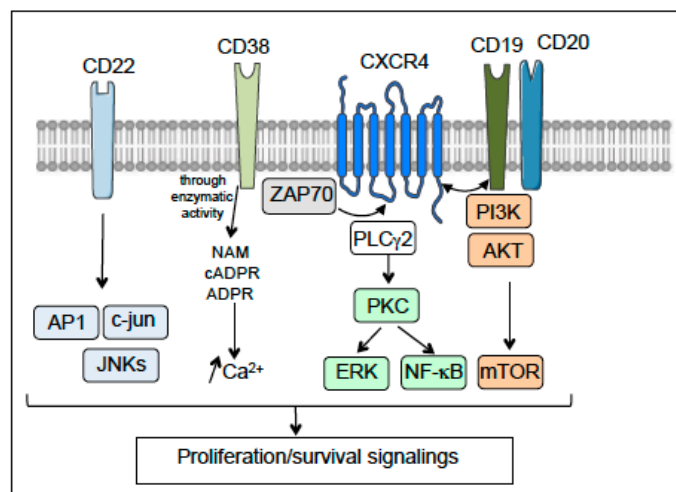 CD22
CD38
CXCR4
CD19
CD20
through
enzymatic
activity
ZAP70
PI3K
PLCγ2
AKT
NAM
cADPR
ADPR
PKC
AP1
c-jun
JNKs
Ca²⁺
ERK
NF-κB
mTOR
Proliferation/survival signalings